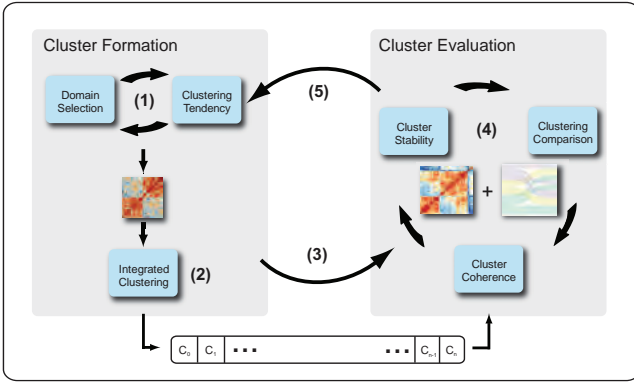 Cluster Formation
Cluster Evaluation
Domain
Selection
(1)
Clustering
Tendency
(5)
Cluster
Stability
(4)
Clustering
Comparison
+
Integrated
Clustering
(2)
(3)
Cluster
Coherence
C₀ C₁ ... ... Cₙ₋₁ Cₙ